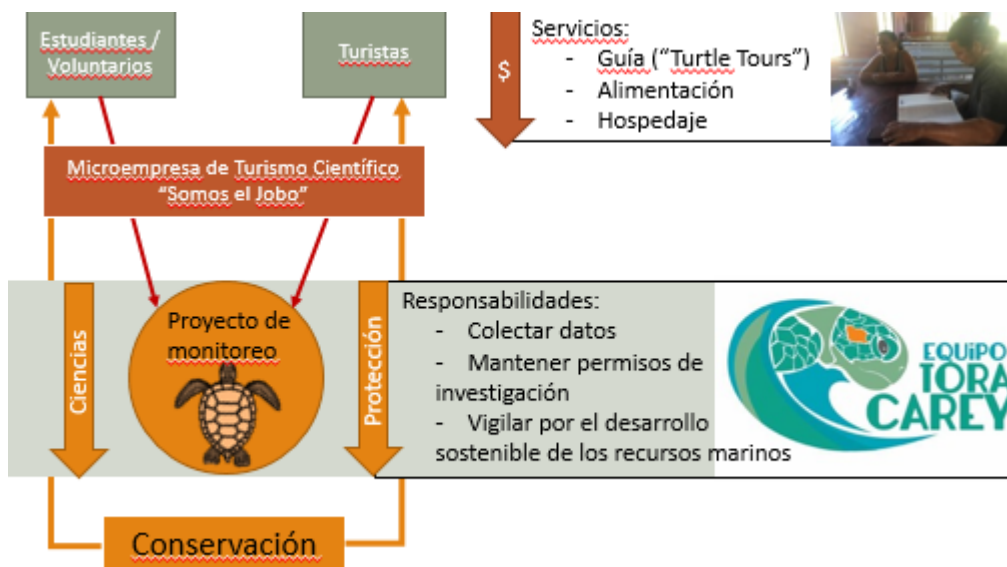 Estudiantes /
Voluntarios
Turistas
$
Servicios:
- Guía (“Turtle Tours”)
- Alimentación
- Hospedaje
Microempresa de Turismo Científico
“Somos el Jobo”
Ciencias
Proyecto de
monitoreo
Protección
Responsabilidades:
- Colectar datos
- Mantener permisos de
investigación
- Vigilar por el desarrollo
sostenible de los recursos marinos
EQUIPO
TORA
CAREY
Conservación